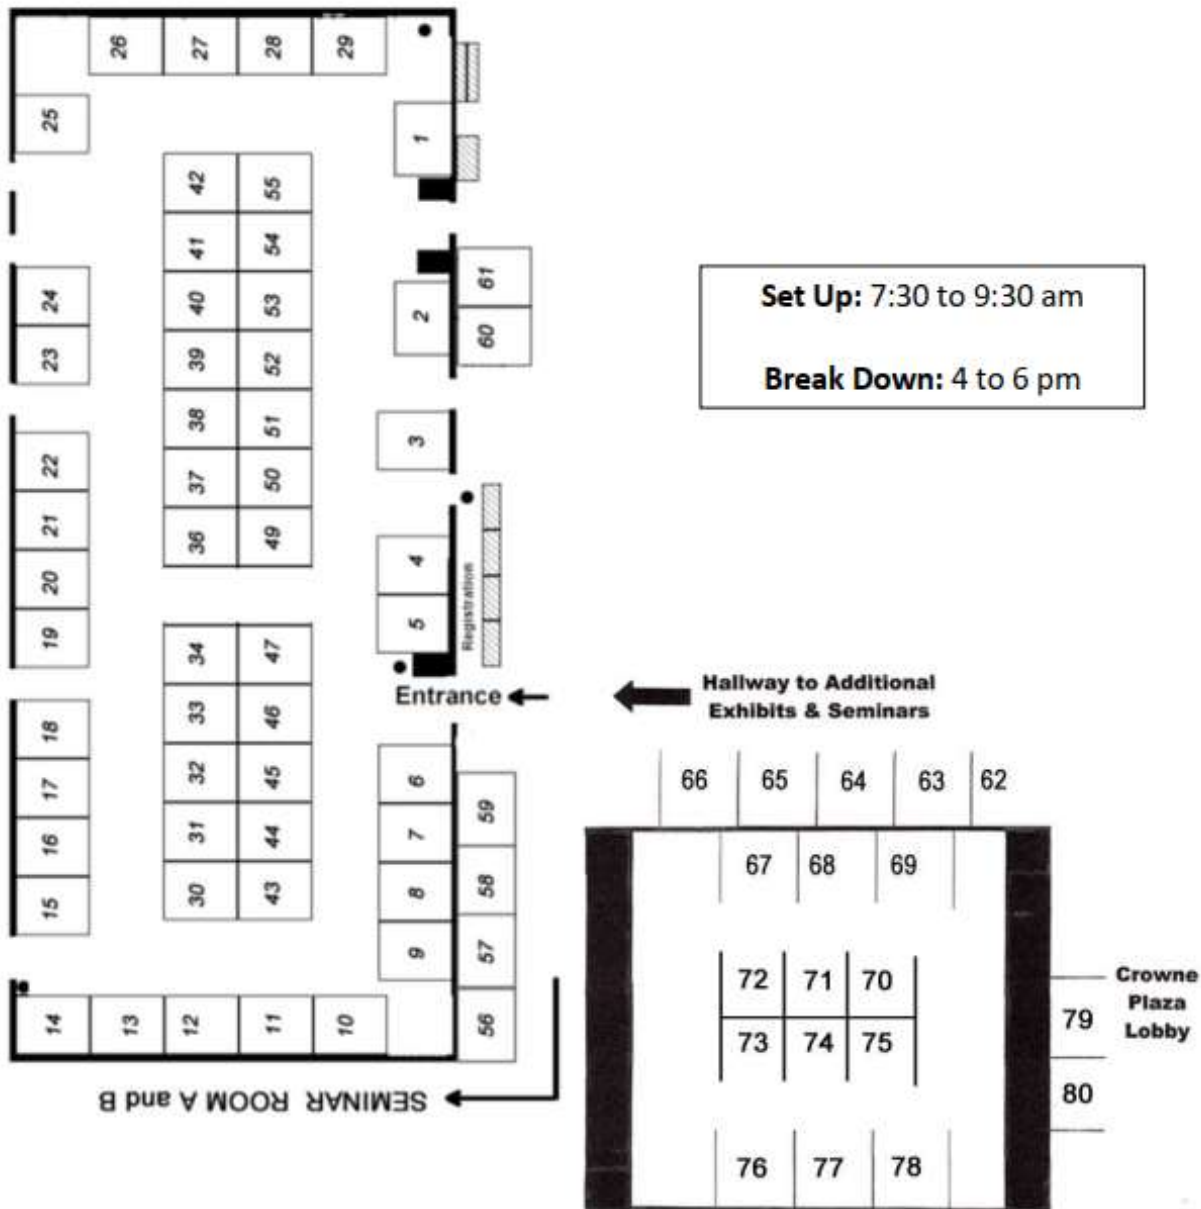 26 27 28 29
25
1
42 55
41 54
24
40 53
61
2
60
23
39 52
38 51
3
22
37 50
21
36 49
4
20
5
Registration
19
34 47
Entrance
33 46
18
32 45
6
17
31 44
7
59
16
30 43
8
58
15
9
57
14 13 12 11 10
56
SEMINAR ROOM A and B
Set Up: 7:30 to 9:30 am
Break Down: 4 to 6 pm
Hallway to Additional
Exhibits & Seminars
66 65 64 63 62
67 68 69
72 71 70
73 74 75
76 77 78
79
80
Crowne
Plaza
Lobby